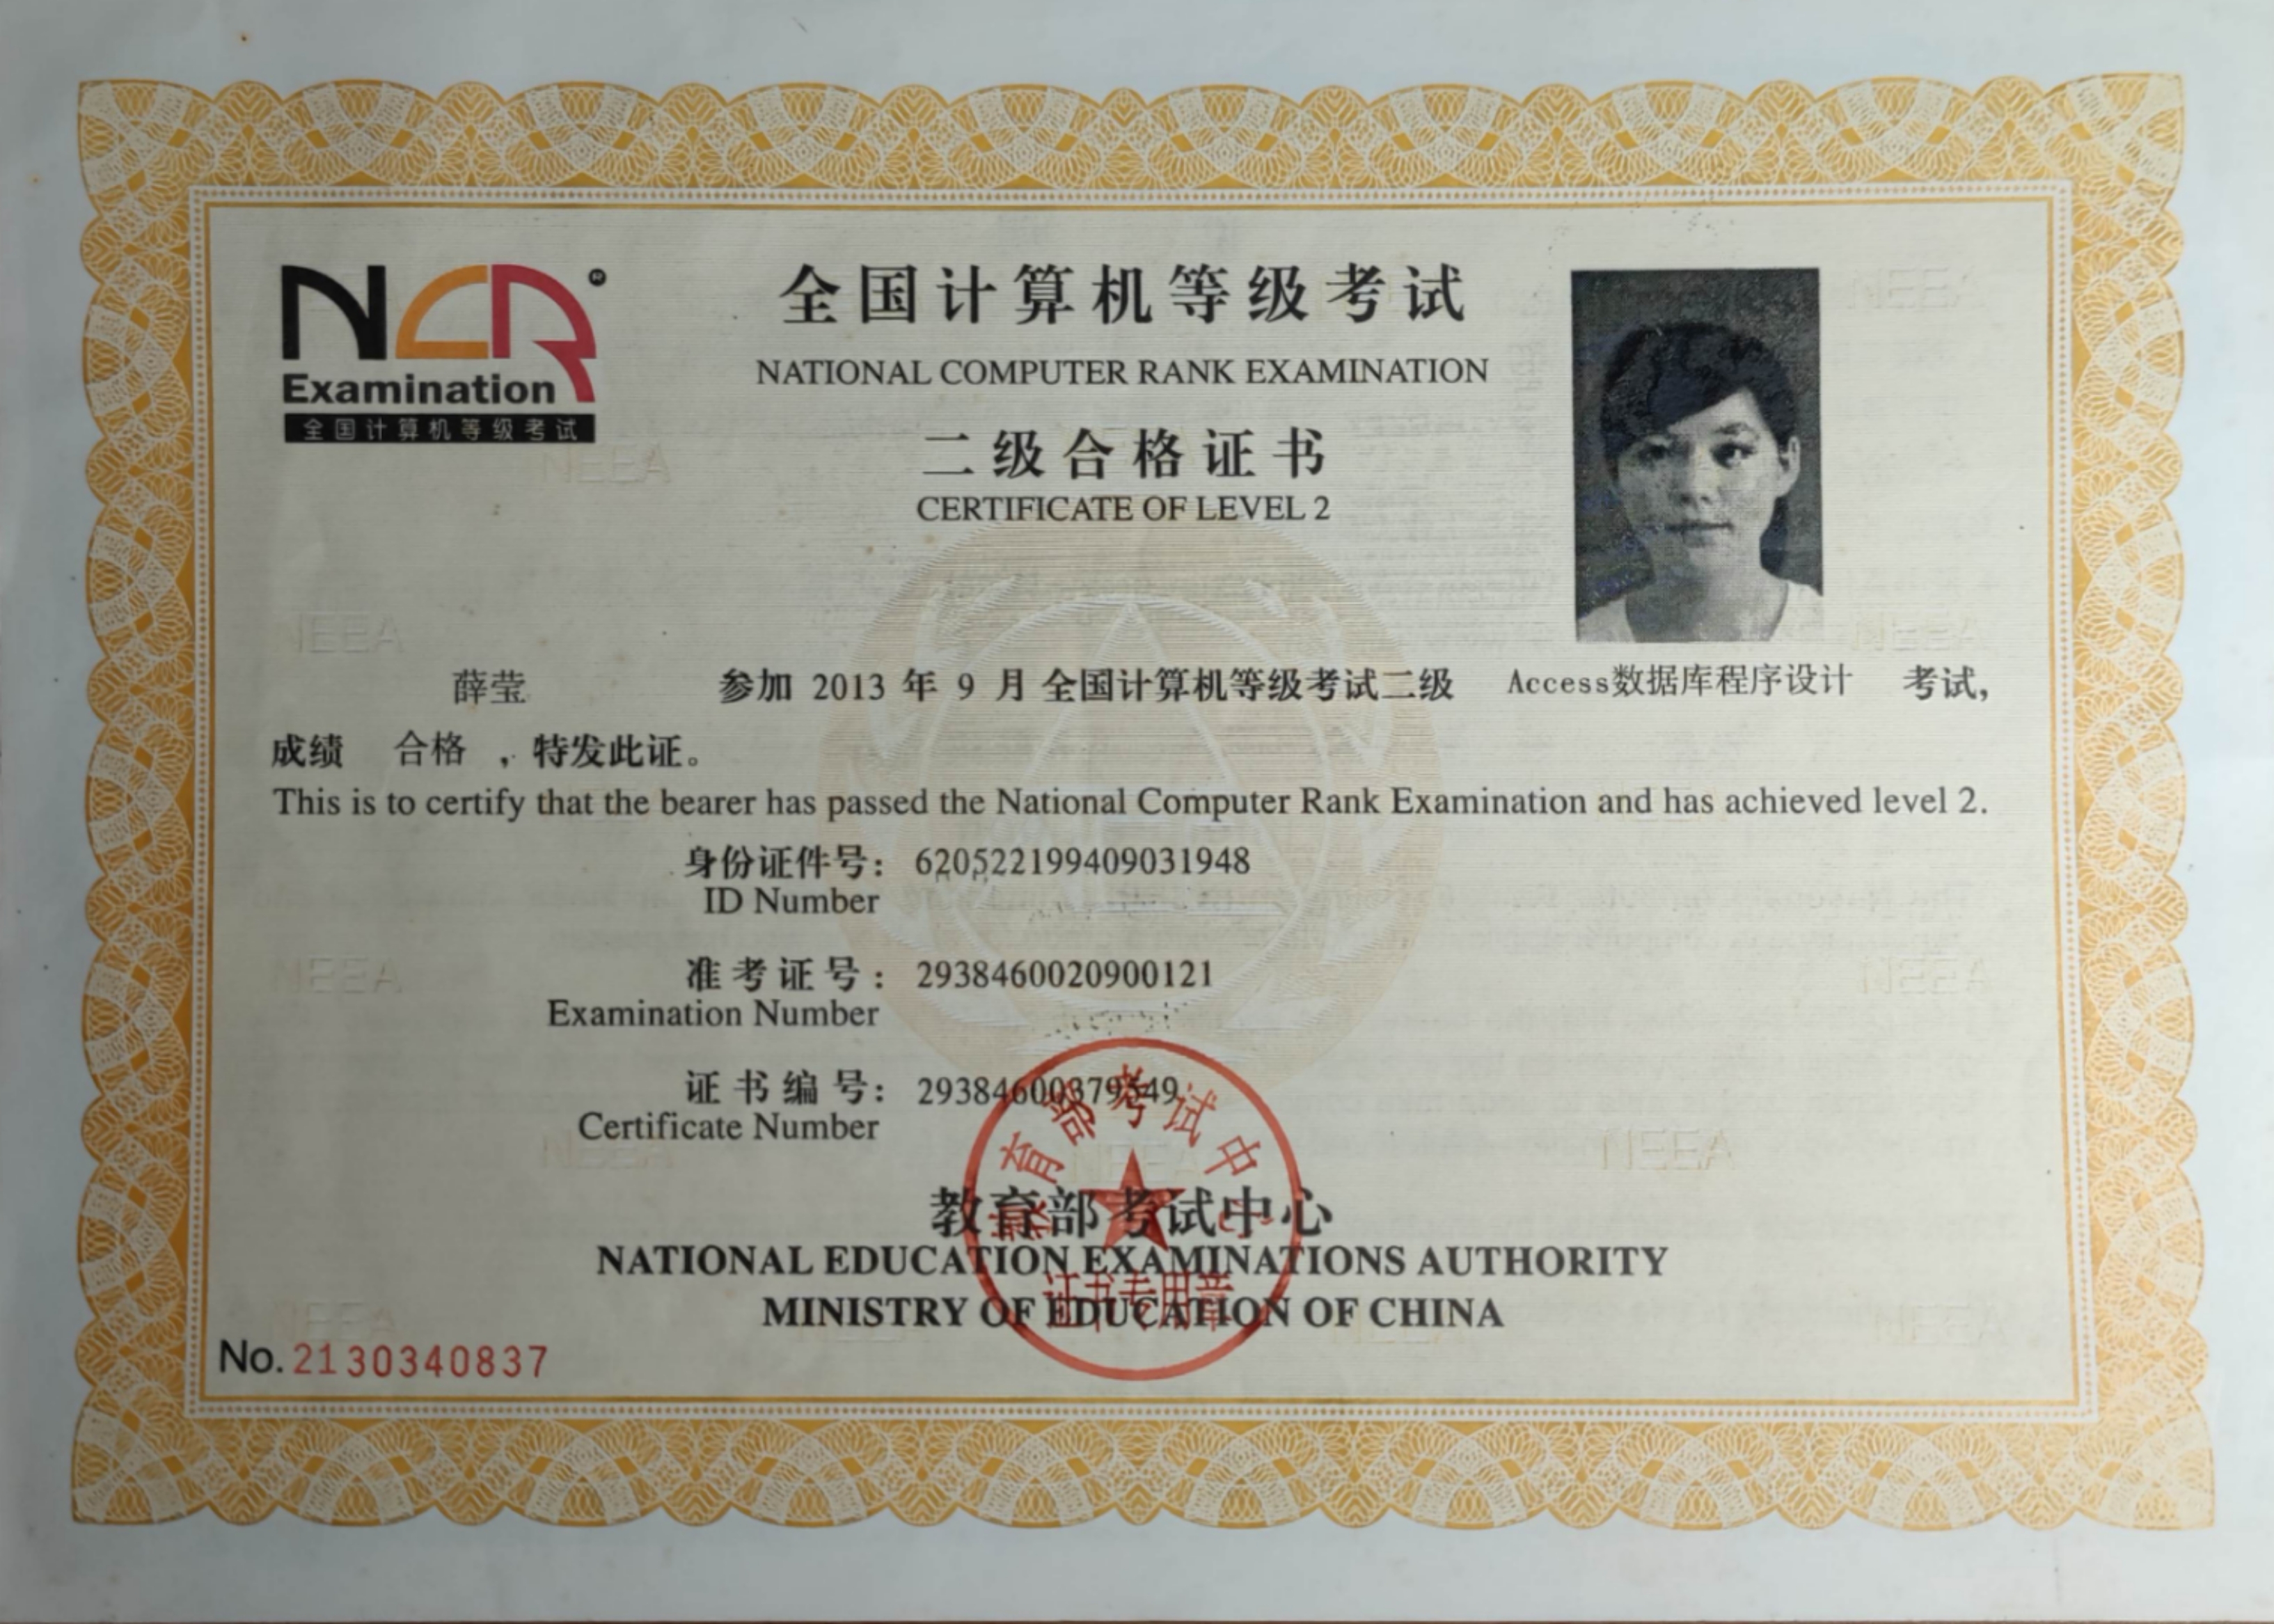 NCR®
Examination
全国计算机等级考试
全国计算机等级考试
NATIONAL COMPUTER RANK EXAMINATION
二级合格证书
CERTIFICATE OF LEVEL 2
薛莹 参加 2013 年 9 月 全国计算机等级考试二级 Access数据库程序设计 考试,
成绩 合格 ,特发此证。
This is to certify that the bearer has passed the National Computer Rank Examination and has achieved level 2.
身份证件号: 620522199409031948
ID Number
准考证号: 2938460020900121
Examination Number
证书编号: 29384600379549
Certificate Number
教育部考试中心
NATIONAL EDUCATION EXAMINATIONS AUTHORITY
MINISTRY OF EDUCATION OF CHINA
教育部考试中心
证书专用章
No. 2130340837